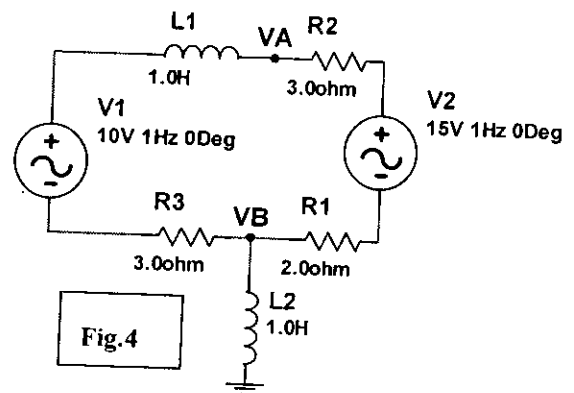 L1
1.0H
VA
R2
3.0ohm
V1
10V 1Hz 0Deg
V2
15V 1Hz 0Deg
R3
3.0ohm
VB
R1
2.0ohm
L2
1.0H
Fig.4